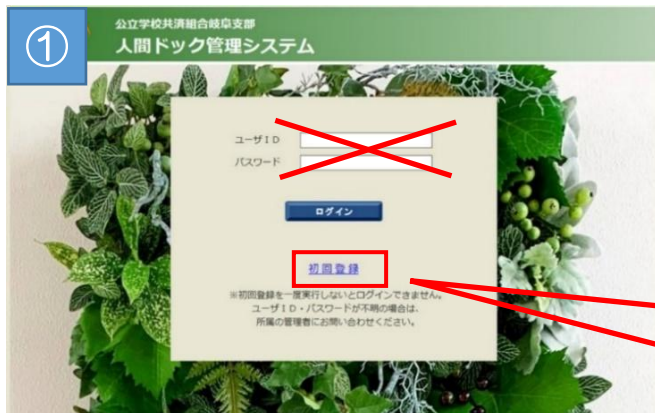 ①
公立学校共済組合岐阜支部
人間ドック管理システム
ユーザID
パスワード
ログイン
初回登録
※初回登録を一度実行しないとログインできません。
ユーザID・パスワードが不明の場合は、
所属の管理者にお問い合わせください。